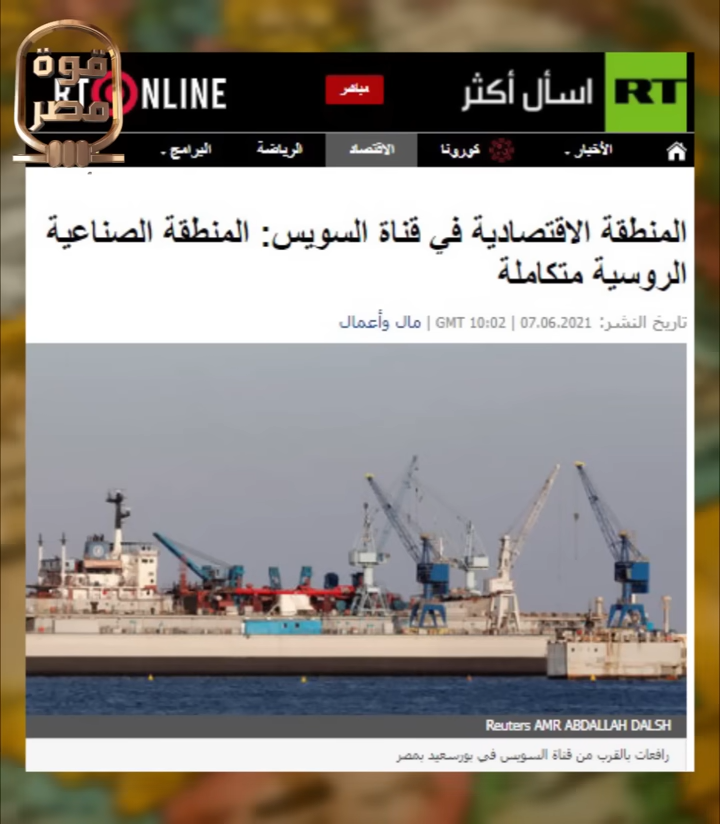 قوة
مصر
RT ONLINE
مباشر
اسأل أكثر
RT
الأخبار
كورونا
الاقتصاد
الرياضة
البرامج
المنطقة الاقتصادية في قناة السويس: المنطقة الصناعية
الروسية متكاملة
تاريخ النشر: 07.06.2021 | 10:02 GMT | مال وأعمال
Reuters AMR ABDALLAH DALSH
رافعات بالقرب من قناة السويس في بورسعيد بمصر